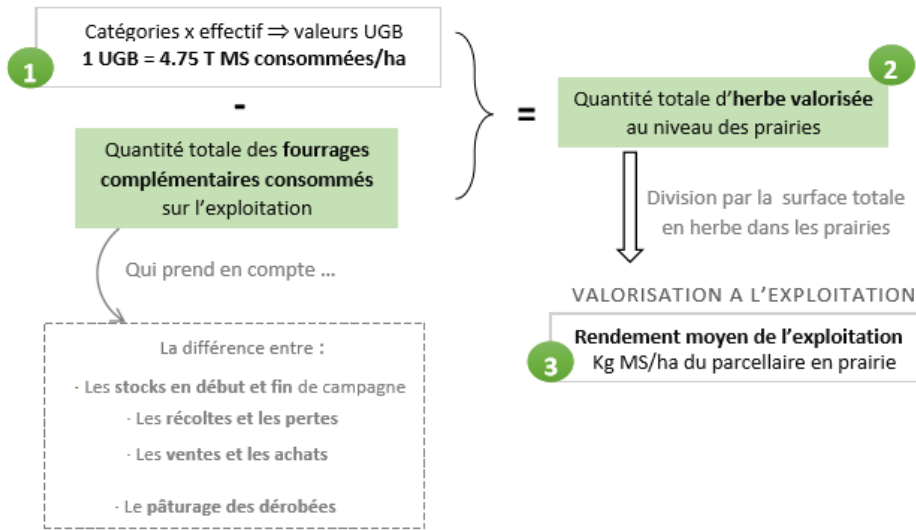 Catégories x effectif ⇒ valeurs UGB
1 UGB = 4.75 T MS consommées/ha
1
-
Quantité totale des fourrages
complémentaires consommés
sur l'exploitation
=
2
Quantité totale d'herbe valorisée
au niveau des prairies
Division par la surface totale
en herbe dans les prairies
Qui prend en compte ...
La différence entre :
· Les stocks en début et fin de campagne
· Les récoltes et les pertes
· Les ventes et les achats
· Le pâturage des dérobées
VALORISATION A L'EXPLOITATION
Rendement moyen de l'exploitation
Kg MS/ha du parcellaire en prairie
3